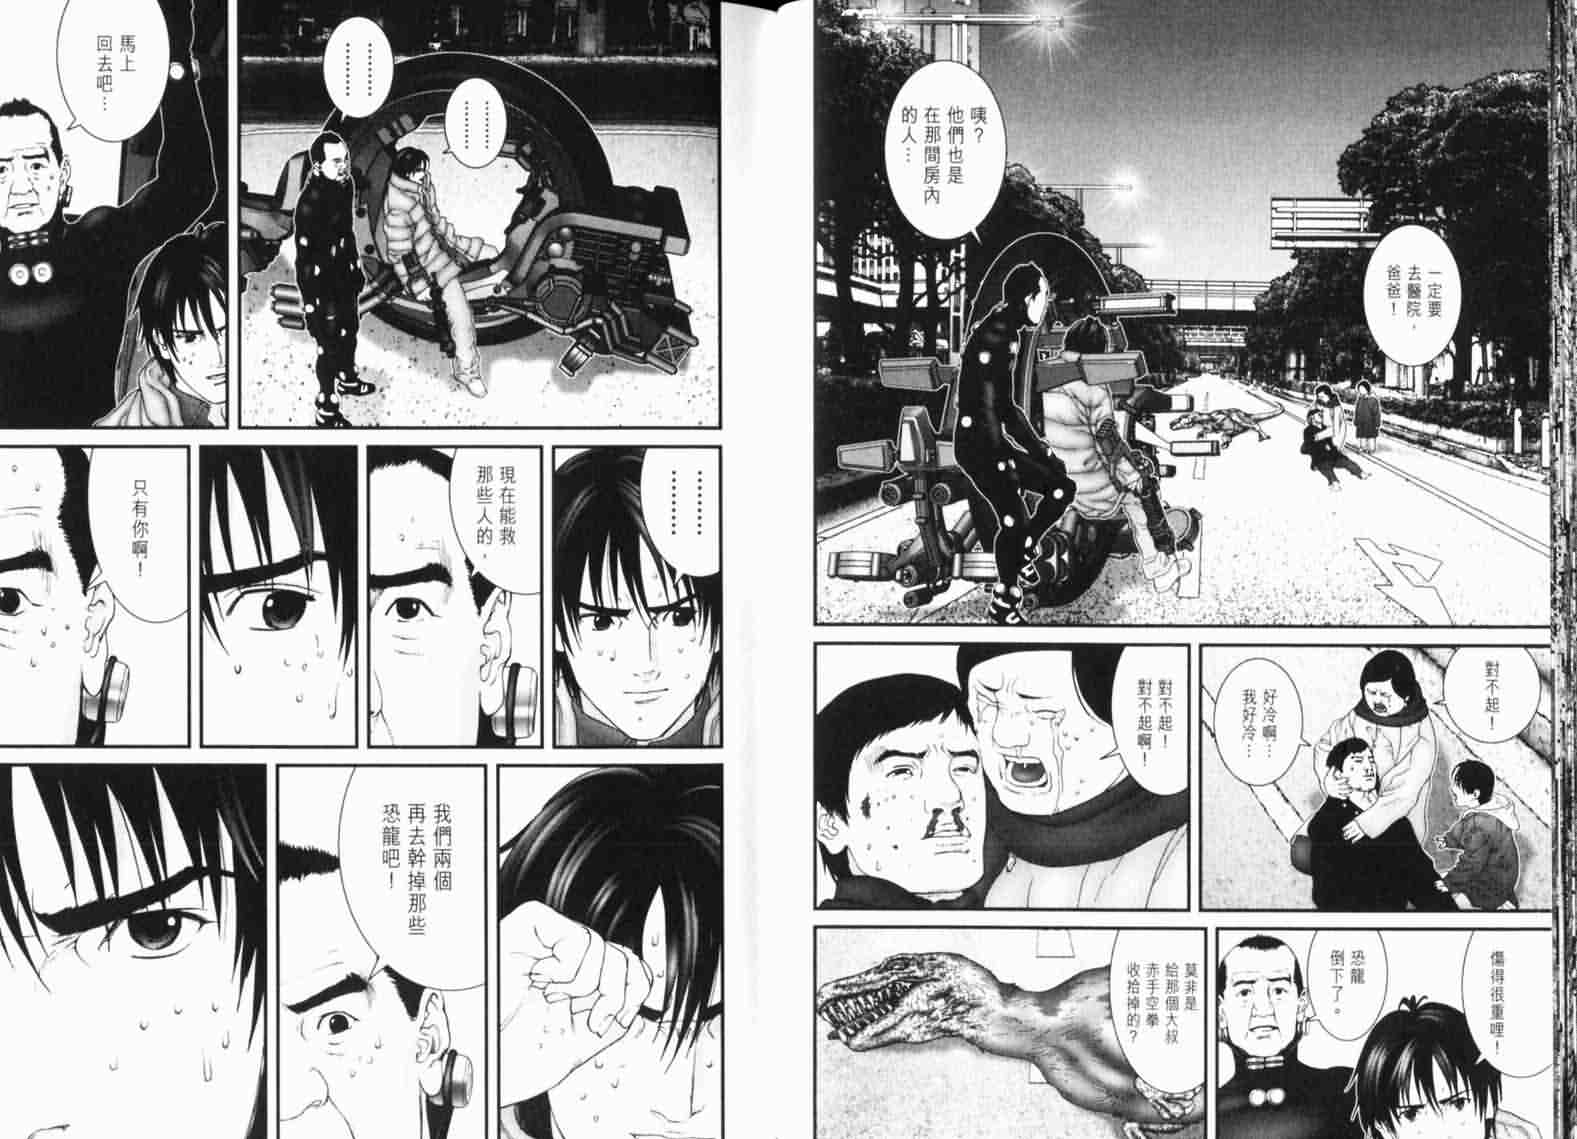 咦？
他們也是
在那間房內
的人…
一定要
去醫院，
爸爸！
對不起！
好冷啊…
我好冷…
對不起！
對不起啊！
傷得很重哩！
恐龍
倒下了。
莫非是
給那個大叔
赤手空拳
收拾掉的？
………
………
馬上
回去吧…
………
現在能救
那些人的，
只有你啊！
我們兩個
再去幹掉那些
恐龍吧！